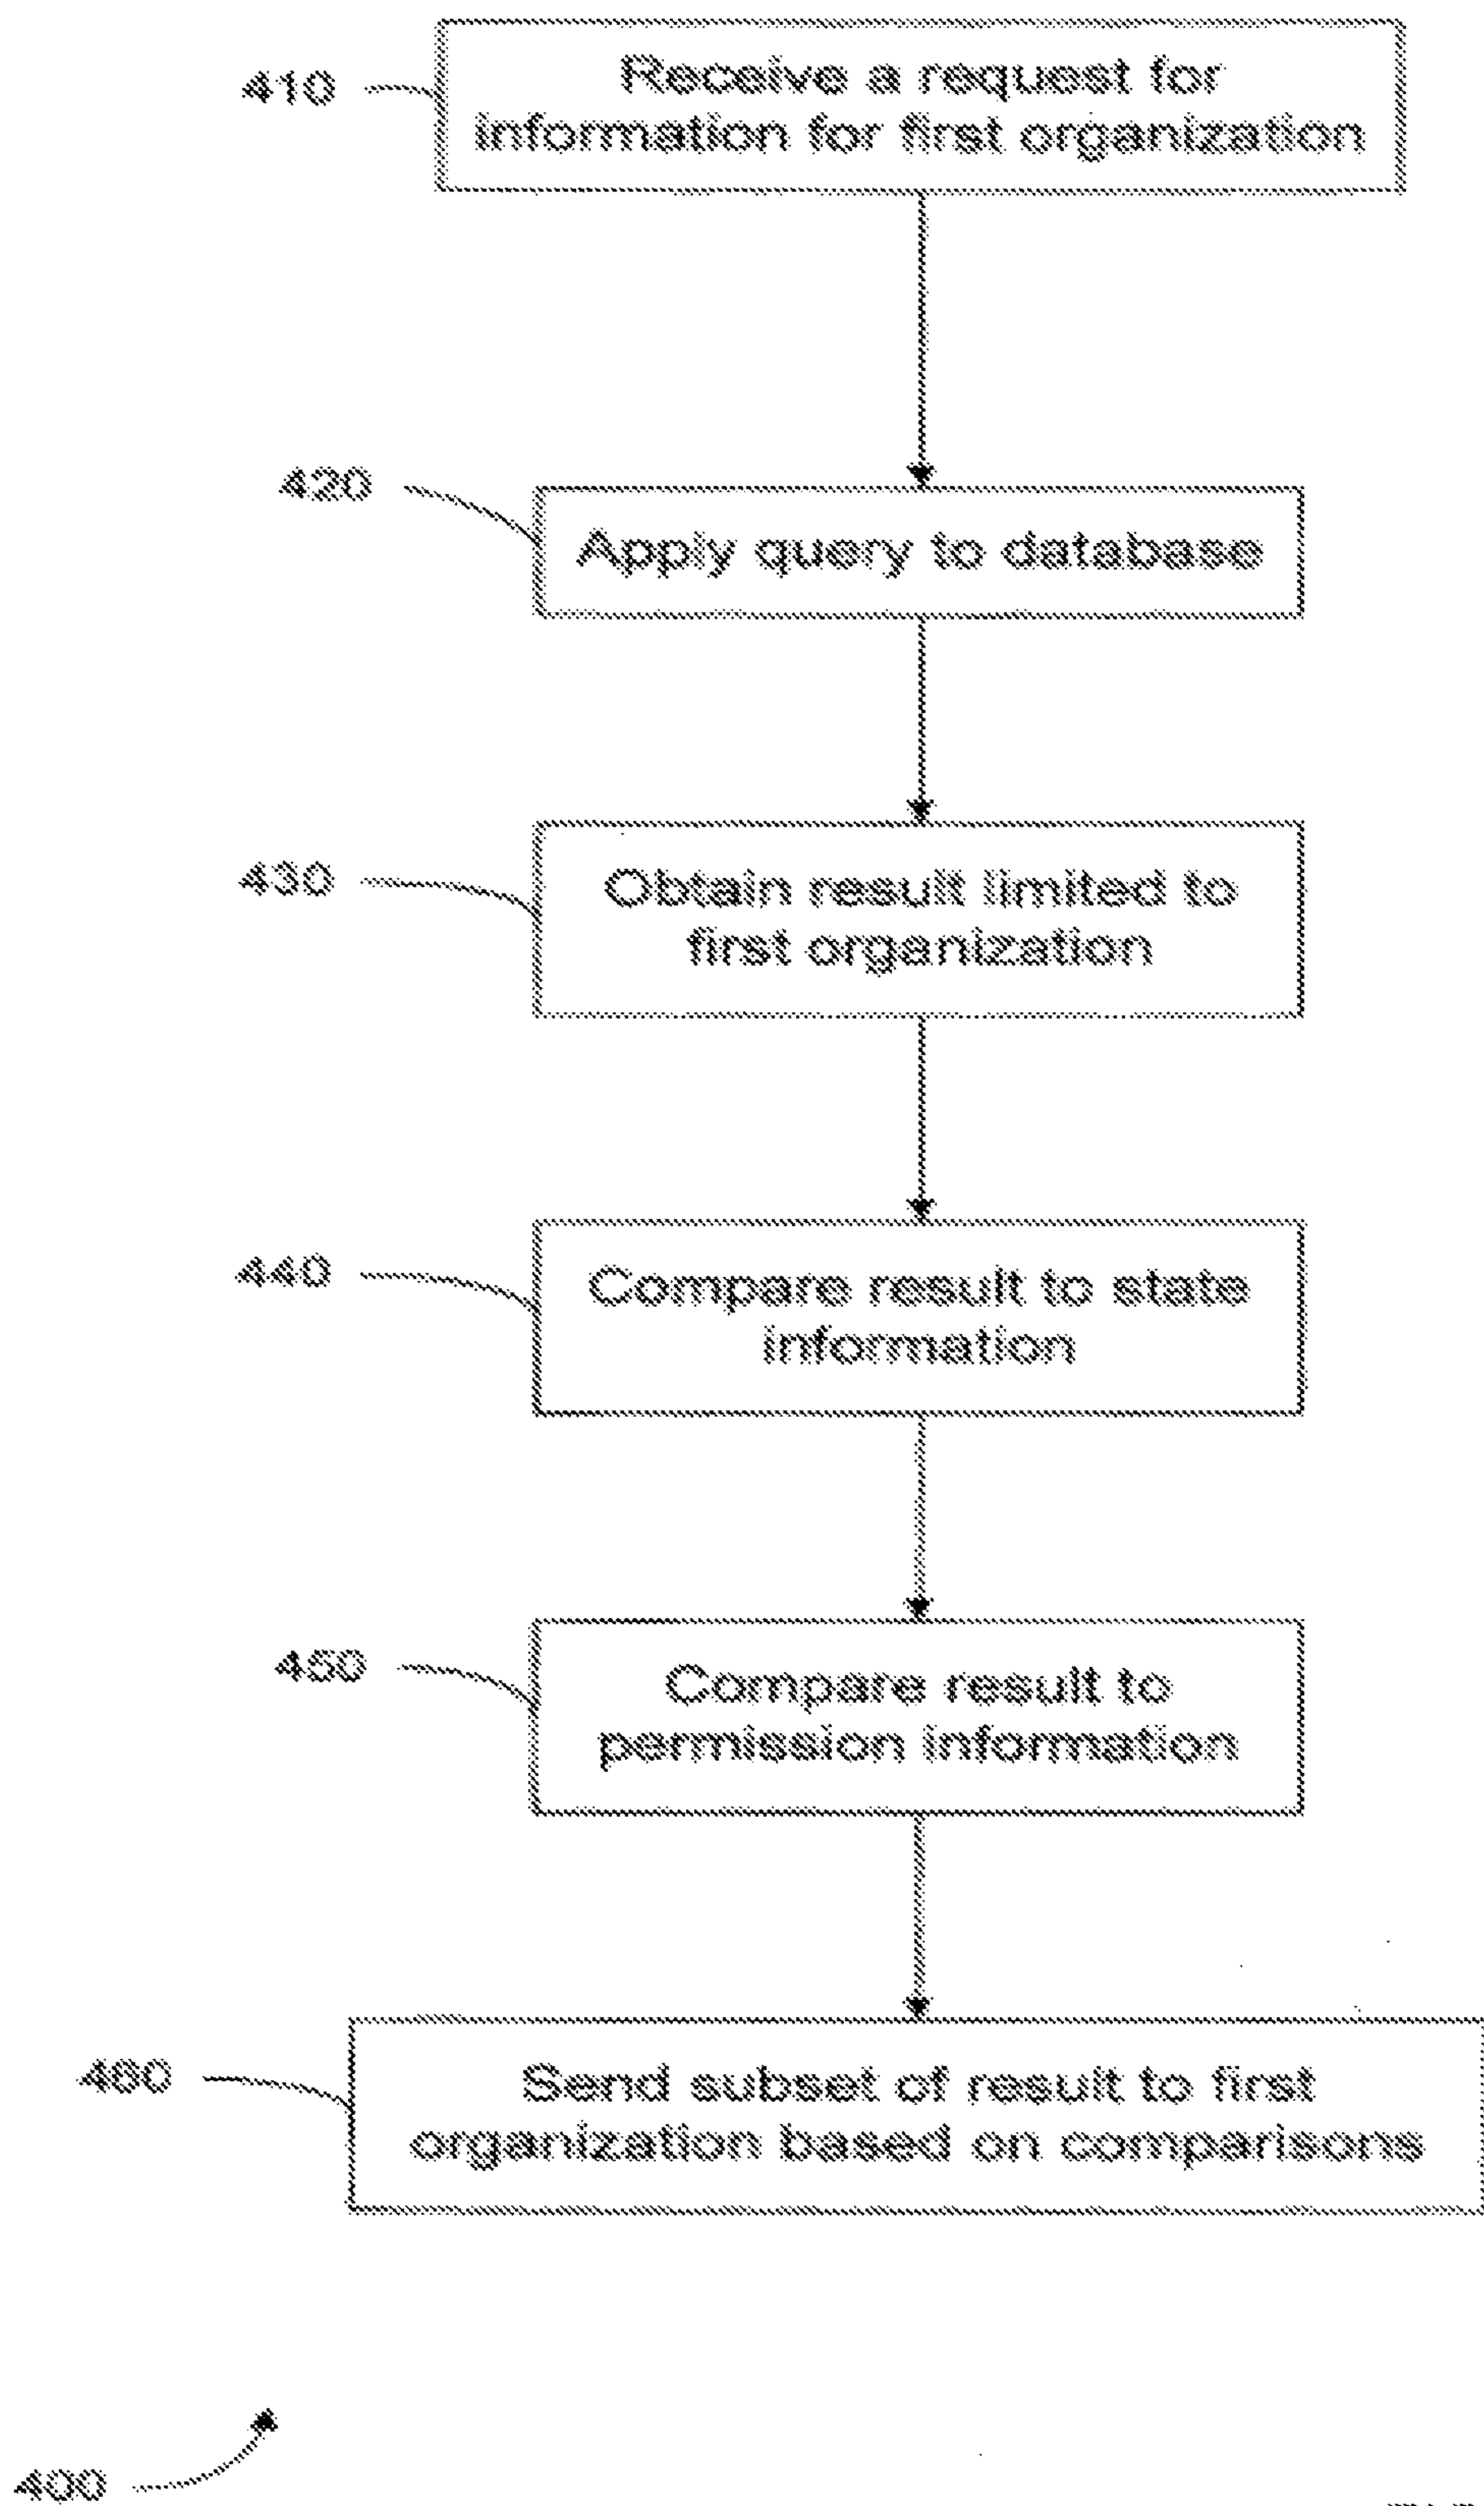 410
Receive a request for
information for first organization
420
Apply query to database
430
Obtain result limited to
first organization
440
Compare result to state
information
450
Compare result to
permission information
460
Send subset of result to first
organization based on comparisons
400